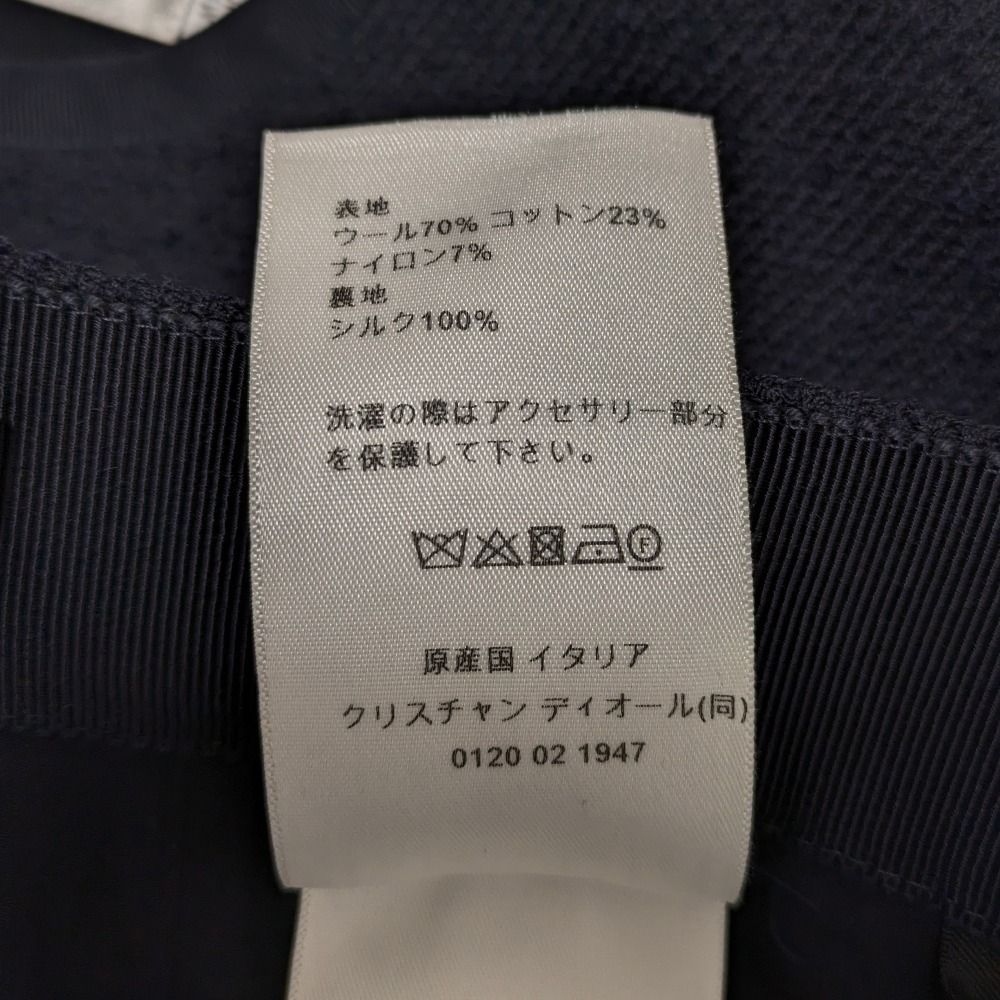 表地
ウール70% コットン23%
ナイロン7%
裏地
シルク100%
洗濯の際はアクセサリー部分
を保護して下さい。
F
原産国 イタリア
クリスチャン ディオール(同)
0120 02 1947